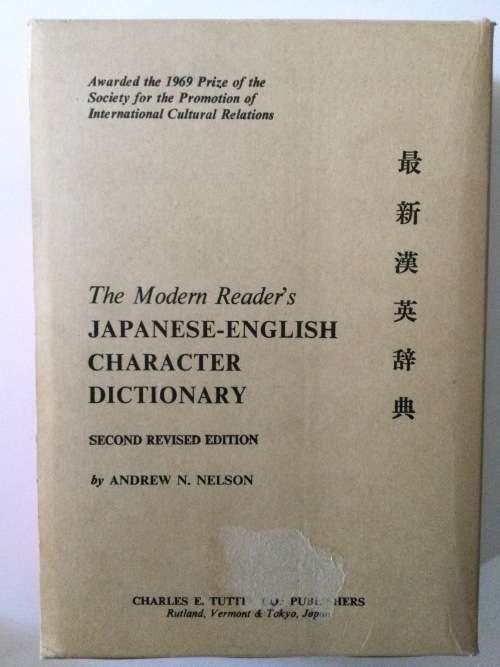 Awarded the 1969 Prize of the
Society for the Promotion of
International Cultural Relations
最新漢英辞典
The Modern Reader's
JAPANESE-ENGLISH
CHARACTER
DICTIONARY
SECOND REVISED EDITION
by ANDREW N. NELSON
CHARLES E.
Rutland, Vermont & Tokyo,